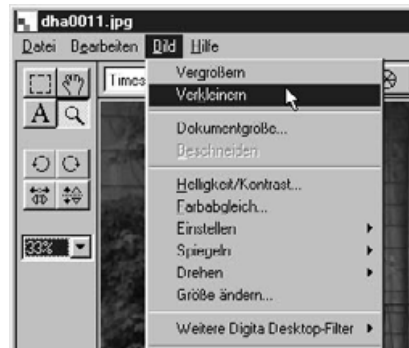 dha0011.jpg
Datei Bearbeiten Bild Hilfe
Times
Vergrößern
Verkleinern
Dokumentgröße...
Beschneiden
Helligkeit/Kontrast...
Farbabgleich...
Einstellen
Spiegeln
Drehen
Größe ändern...
Weitere Digita Desktop-Filter
A
33%